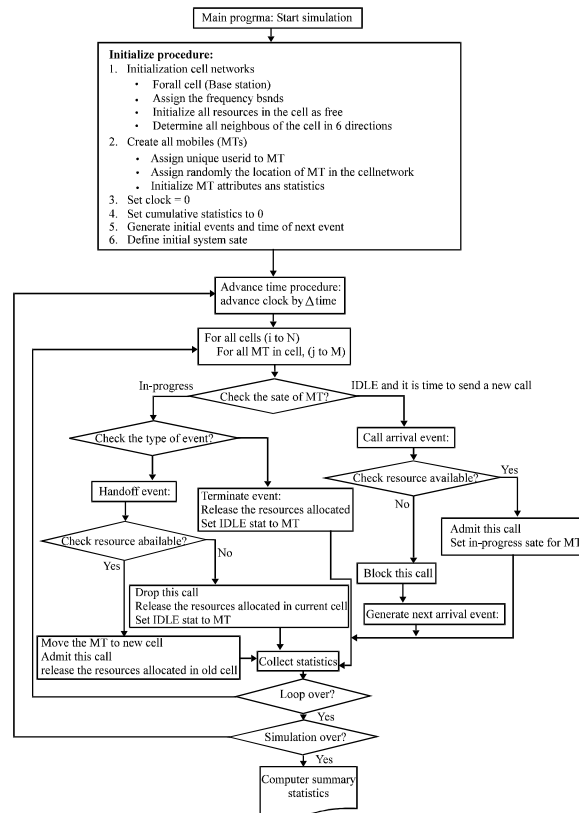 Main progrma: Start simulation
Initialize procedure:
1. Initialization cell networks
• Forall cell (Base station)
• Assign the frequency bsnds
• Initialize all resources in the cell as free
• Determine all neighbous of the cell in 6 directions
2. Create all mobiles (MTs)
• Assign unique userid to MT
• Assign randomly the location of MT in the cellnetwork
• Initialize MT attributes ans statistics
3. Set clock = 0
4. Set cumulative statistics to 0
5. Generate initial events and time of next event
6. Define initial system sate
Advance time procedure:
advance clock by Δ time
For all cells (i to N)
For all MT in cell, (j to M)
In-progress
IDLE and it is time to send a new call
Check the sate of MT?
Check the type of event?
Call arrival event:
Handoff event:
Terminate event:
Release the resources allocated
Set IDLE stat to MT
Check resource available?
Yes
No
Admit this call
Set in-progress sate for MT
Check resource abailable?
No
Yes
Block this call
Drop this call
Release the resources allocated in current cell
Set IDLE stat to MT
Generate next arrival event:
Move the MT to new cell
Admit this call
release the resources allocated in old cell
Collect statistics
Loop over?
Yes
Simulation over?
Yes
Computer summary
statistics